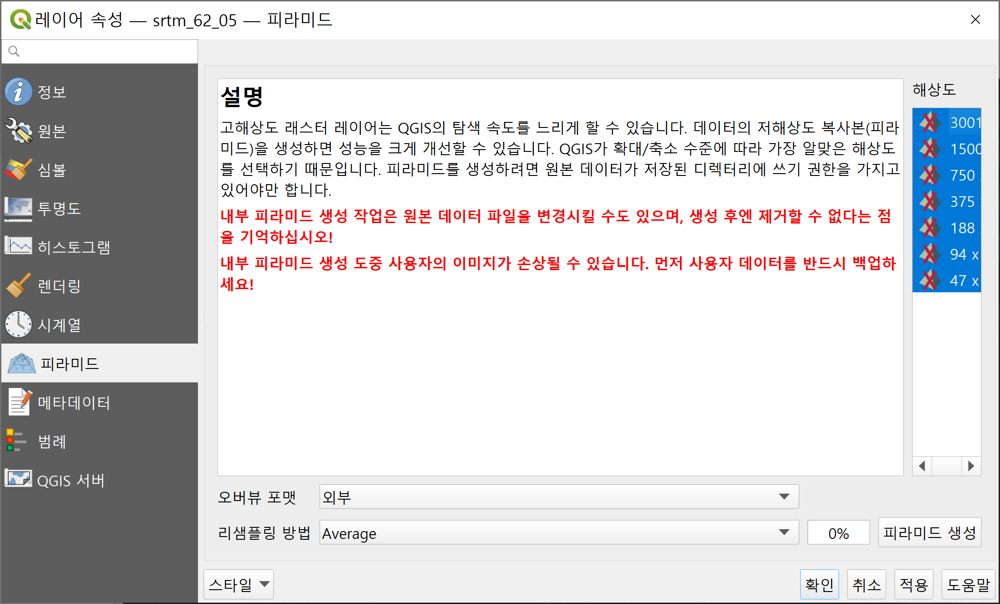 레이어 속성 — srtm_62_05 — 피라미드
정보
원본
심볼
투명도
히스토그램
렌더링
시계열
피라미드
메타데이터
범례
QGIS 서버
설명
고해상도 래스터 레이어는 QGIS의 탐색 속도를 느리게 할 수 있습니다. 데이터의 저해상도 복사본(피라
미드)을 생성하면 성능을 크게 개선할 수 있습니다. QGIS가 확대/축소 수준에 따라 가장 알맞은 해상도
를 선택하기 때문입니다. 피라미드를 생성하려면 원본 데이터가 저장된 디렉터리에 쓰기 권한을 가지고
있어야만 합니다.
내부 피라미드 생성 작업은 원본 데이터 파일을 변경시킬 수도 있으며, 생성 후엔 제거할 수 없다는 점
을 기억하십시오!
내부 피라미드 생성 도중 사용자의 이미지가 손상될 수 있습니다. 먼저 사용자 데이터를 반드시 백업하
세요!
해상도
3001
1500
750
375
188
94 x
47 x
오버뷰 포맷
외부
리샘플링 방법
Average
0%
피라미드 생성
스타일
확인
취소
적용
도움말